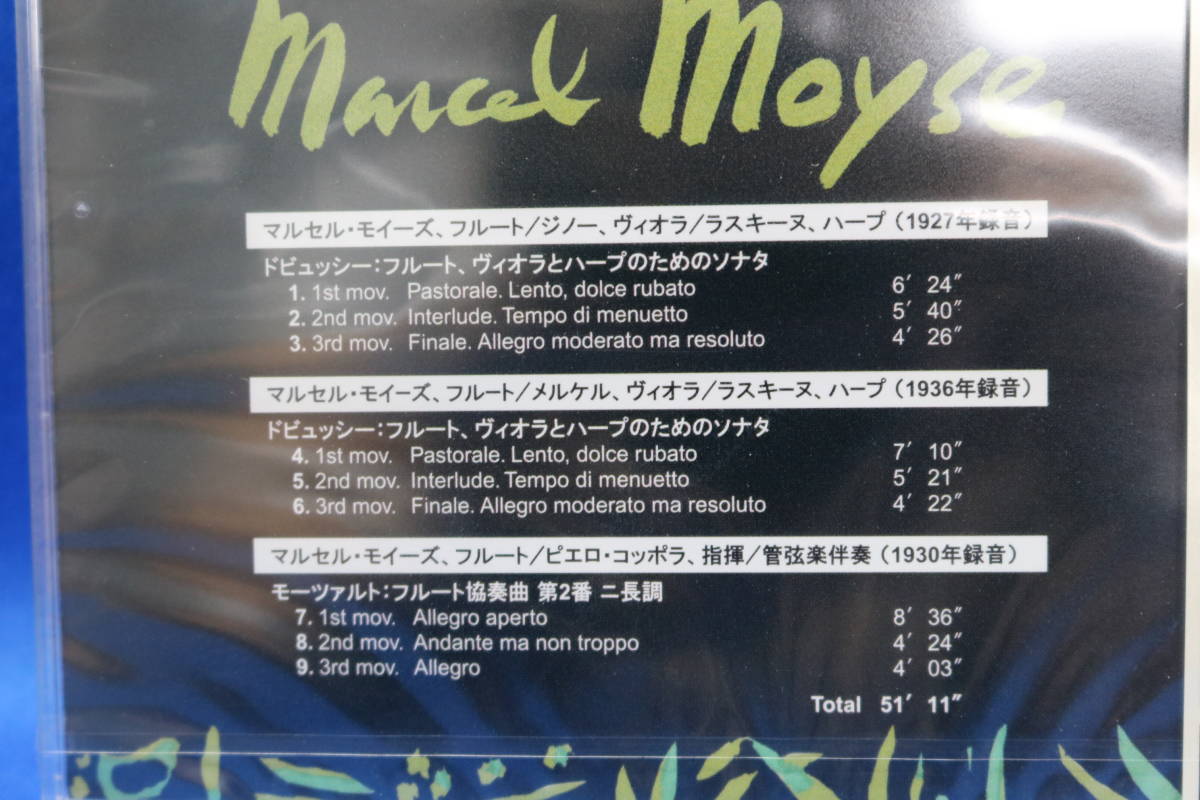 Marcel Moyse
マルセル・モイーズ、フルート/ジノー、ヴィオラ/ラスキーヌ、ハープ（1927年録音）
ドビュッシー：フルート、ヴィオラとハープのためのソナタ
1. 1st mov. Pastorale. Lento, dolce rubato 6′ 24″
2. 2nd mov. Interlude. Tempo di menuetto 5′ 40″
3. 3rd mov. Finale. Allegro moderato ma resoluto 4′ 26″
マルセル・モイーズ、フルート/メルケル、ヴィオラ/ラスキーヌ、ハープ（1936年録音）
ドビュッシー：フルート、ヴィオラとハープのためのソナタ
4. 1st mov. Pastorale. Lento, dolce rubato 7′ 10″
5. 2nd mov. Interlude. Tempo di menuetto 5′ 21″
6. 3rd mov. Finale. Allegro moderato ma resoluto 4′ 22″
マルセル・モイーズ、フルート/ピエロ・コッポラ、指揮/管弦楽伴奏（1930年録音）
モーツァルト：フルート協奏曲 第2番 ニ長調
7. 1st mov. Allegro aperto 8′ 36″
8. 2nd mov. Andante ma non troppo 4′ 24″
9. 3rd mov. Allegro 4′ 03″
Total 51′ 11″